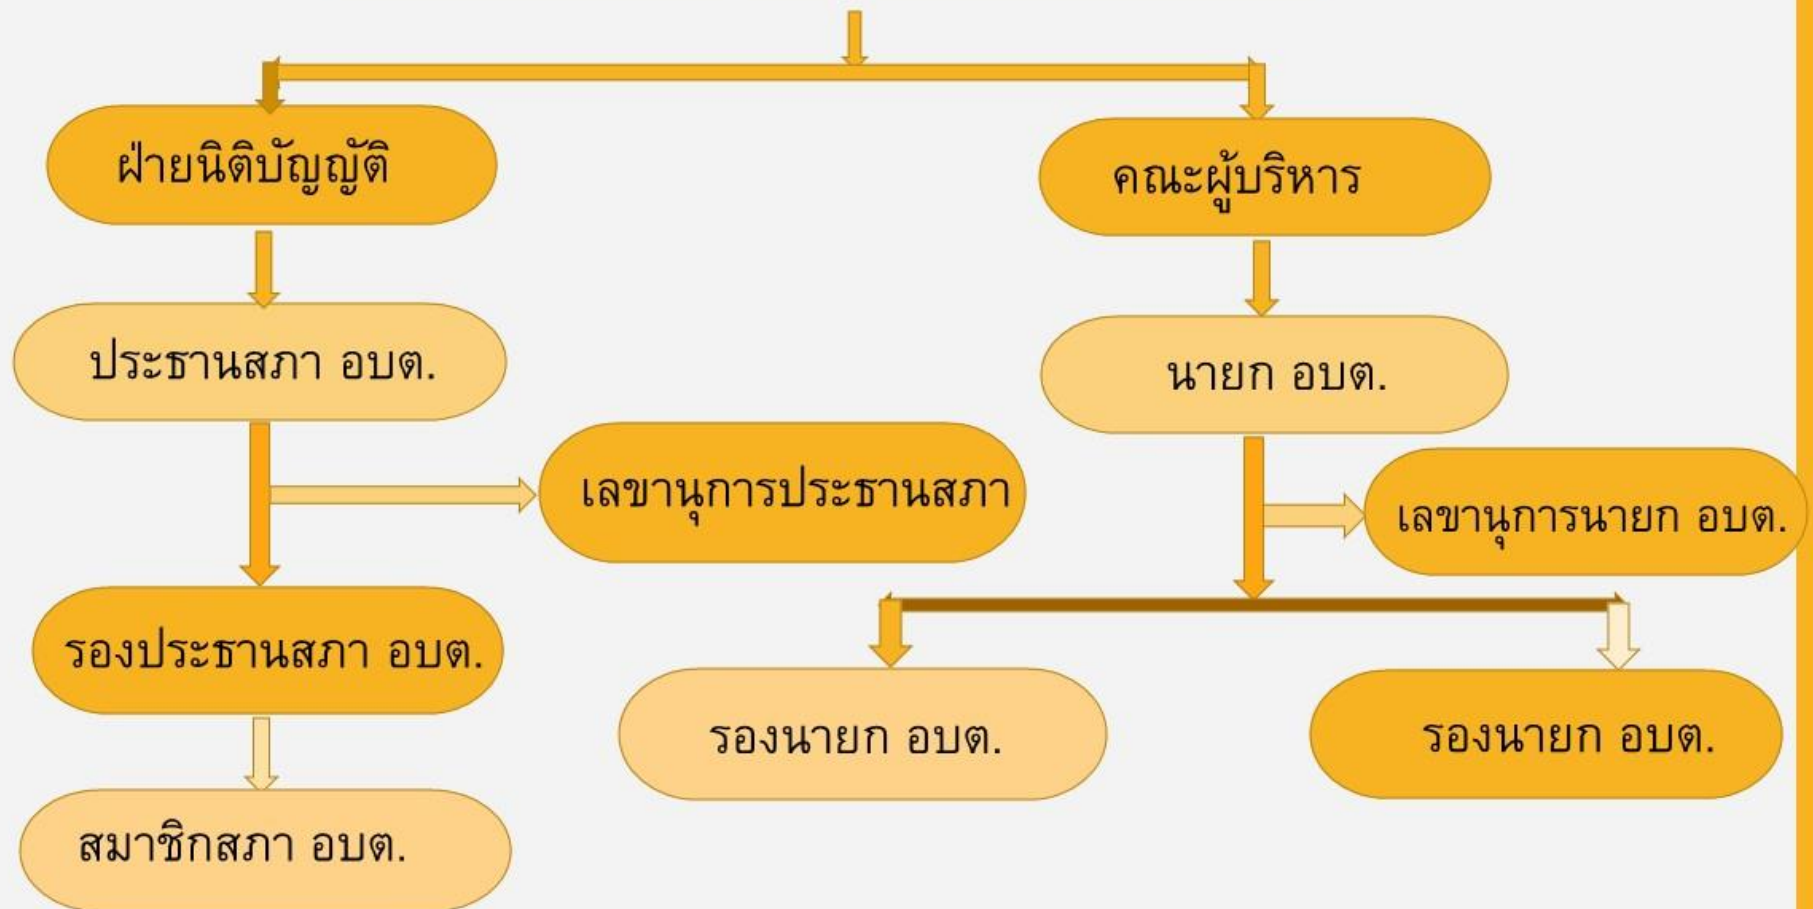 ฝ่ายนิติบัญญัติ
คณะผู้บริหาร
ประธานสภา อบต.
นายก อบต.
เลขานุการประธานสภา
เลขานุการนายก อบต.
รองประธานสภา อบต.
รองนายก อบต.
รองนายก อบต.
สมาชิกสภา อบต.